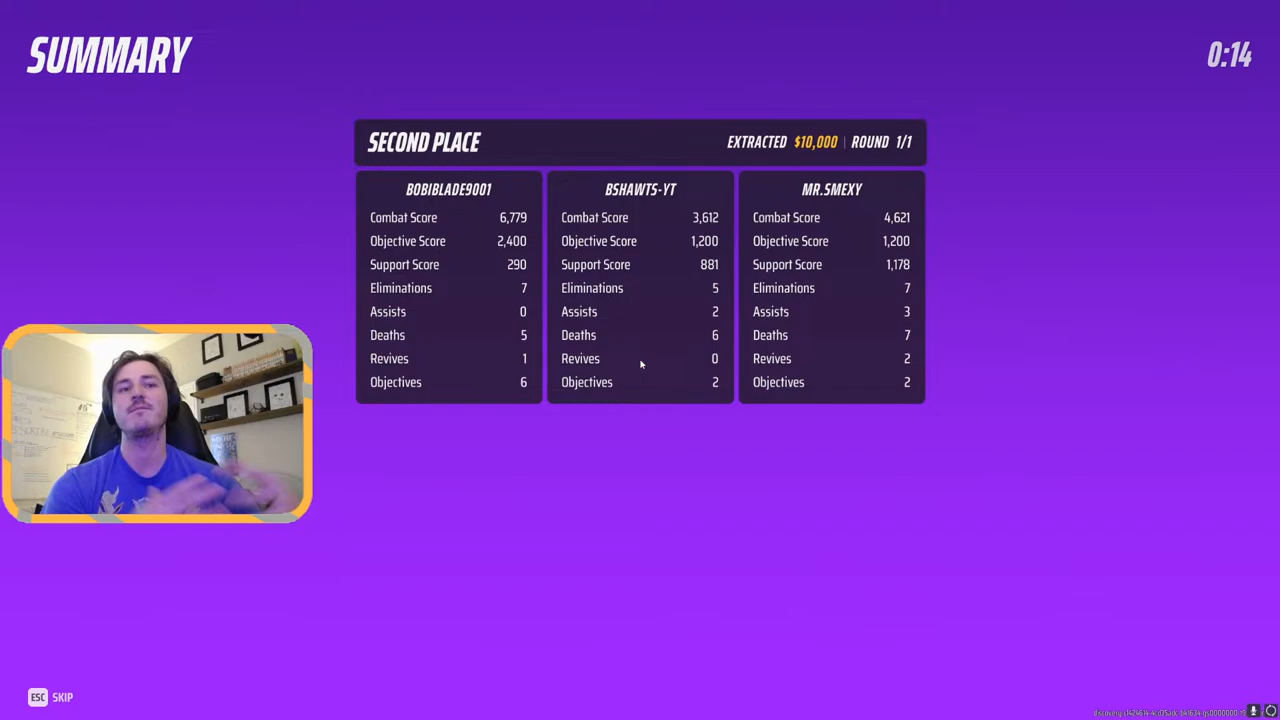 SUMMARY
0:14
SECOND PLACE
EXTRACTED $10,000 | ROUND 1/1
BOBIBLADE9001
Combat Score 6,779
Objective Score 2,400
Support Score 290
Eliminations 7
Assists 0
Deaths 5
Revives 1
Objectives 6
BSHAWTS-YT
Combat Score 3,612
Objective Score 1,200
Support Score 881
Eliminations 5
Assists 2
Deaths 6
Revives 0
Objectives 2
MR.SMEXY
Combat Score 4,621
Objective Score 1,200
Support Score 1,178
Eliminations 7
Assists 3
Deaths 7
Revives 2
Objectives 2
ESC SKIP